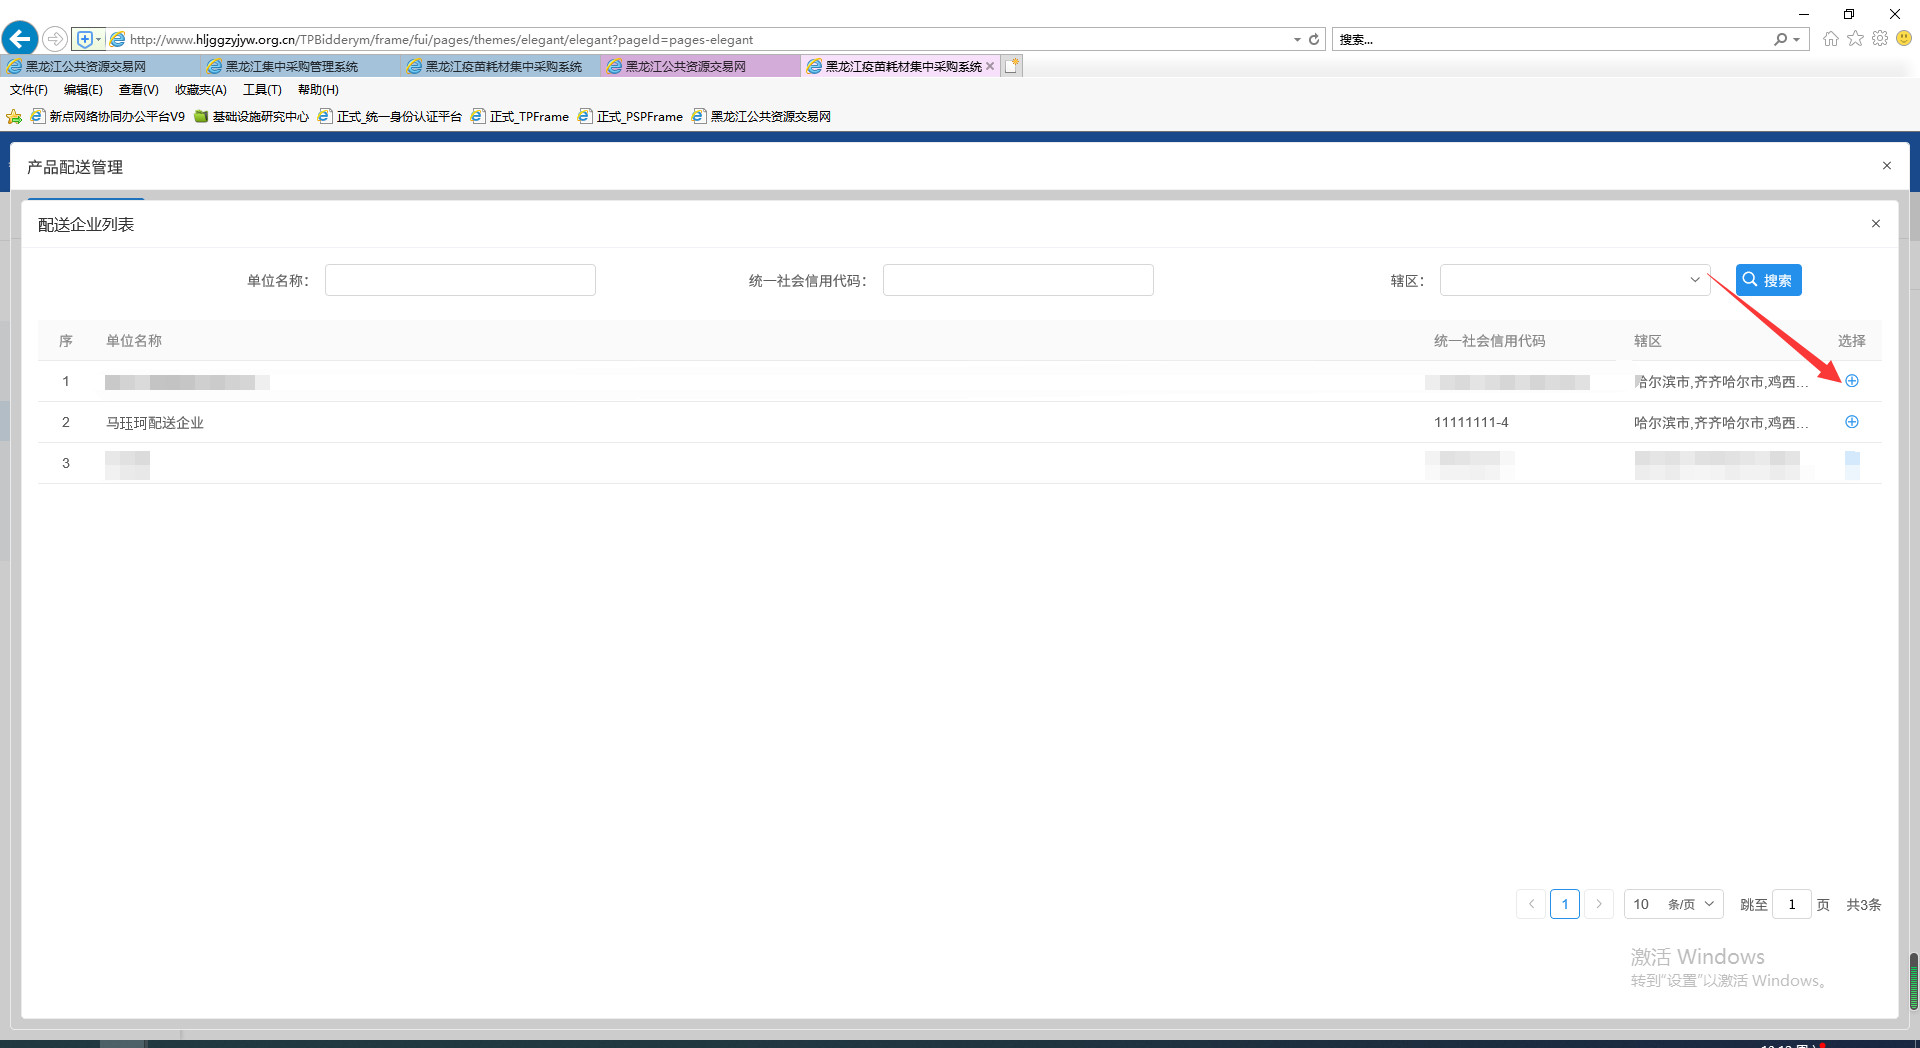 http://www.hljggzyjyw.org.cn/TPBidderym/frame/fui/pages/themes/elegant/elegant?pageId=pages-elegant 搜索...
黑龙江公共资源交易网 黑龙江集中采购管理系统 黑龙江疫苗耗材集中采购系统 黑龙江公共资源交易网 黑龙江疫苗耗材集中采购系统
文件(F) 编辑(E) 查看(V) 收藏夹(A) 工具(T) 帮助(H)
新点网络协同办公平台V9 基础设施研究中心 正式_统一身份认证平台 正式_TPFrame 正式_PSPFrame 黑龙江公共资源交易网
产品配送管理
配送企业列表
单位名称： 统一社会信用代码： 辖区： 搜索
序 单位名称 统一社会信用代码 辖区 选择
1 哈尔滨市,齐齐哈尔市,鸡西...
2 马珏珂配送企业 11111111-4 哈尔滨市,齐齐哈尔市,鸡西...
3
1 10 条/页 跳至 1 页 共3条
激活 Windows
转到"设置"以激活 Windows。